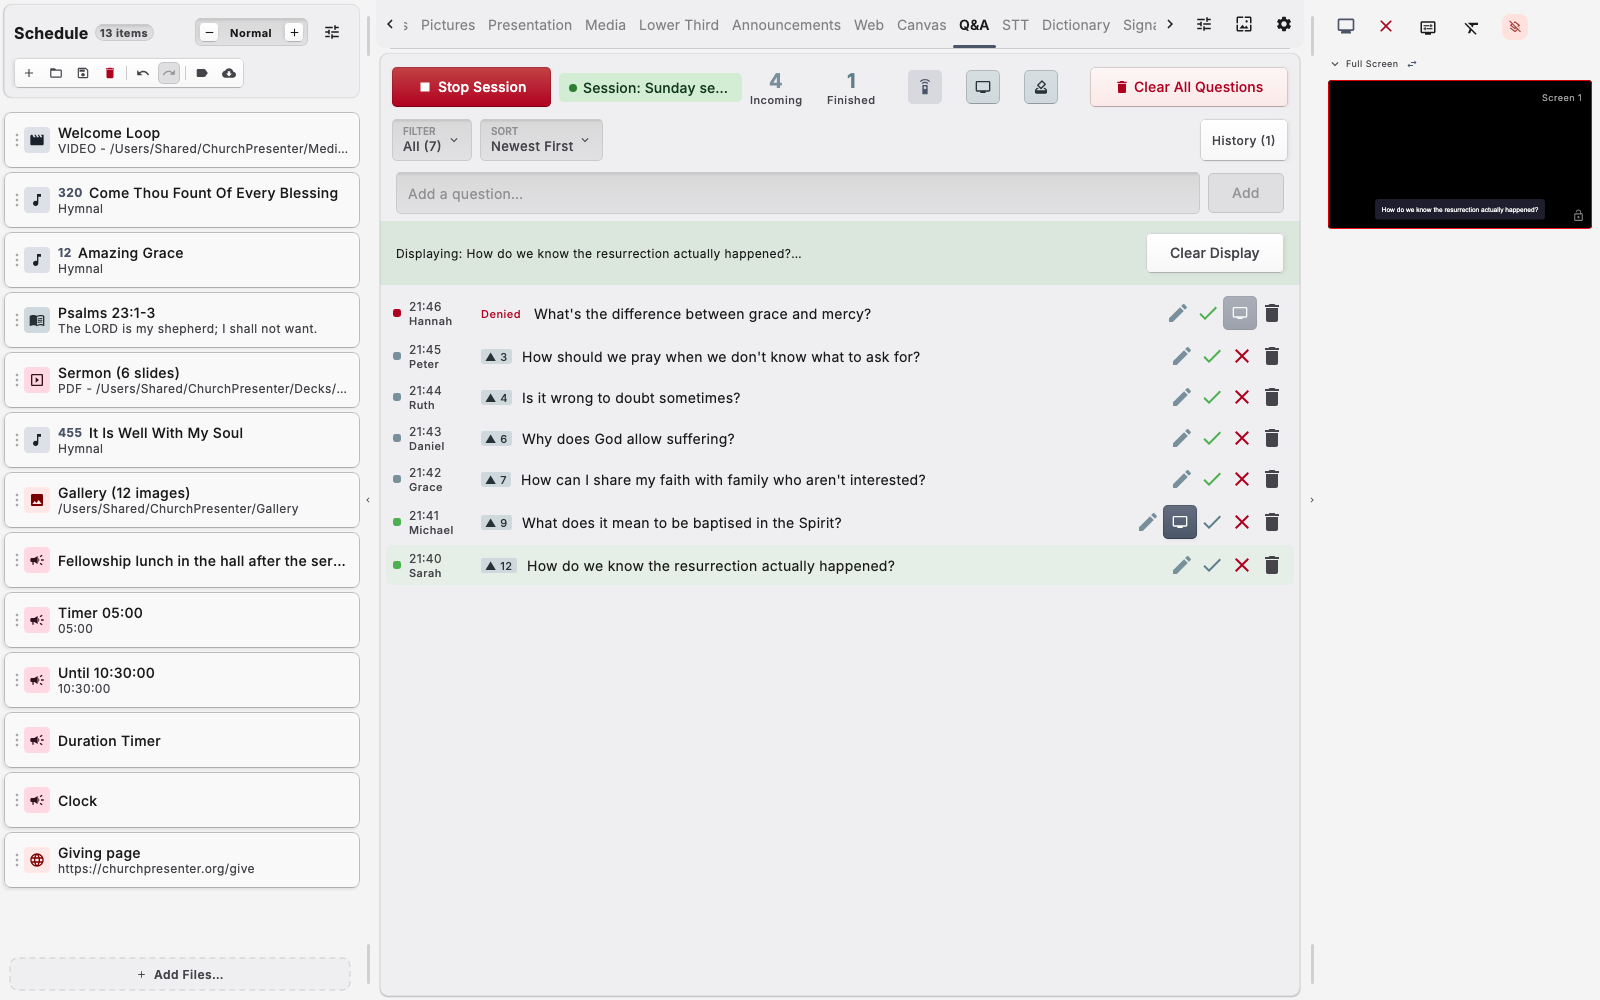 Schedule 13 items
Normal
Welcome Loop
VIDEO - /Users/Shared/ChurchPresenter/Medi...
320 Come Thou Fount Of Every Blessing
Hymnal
12 Amazing Grace
Hymnal
Psalms 23:1-3
The LORD is my shepherd; I shall not want.
Sermon (6 slides)
PDF - /Users/Shared/ChurchPresenter/Decks/...
455 It Is Well With My Soul
Hymnal
Gallery (12 images)
/Users/Shared/ChurchPresenter/Gallery
Fellowship lunch in the hall after the ser...
Timer 05:00
05:00
Until 10:30:00
10:30:00
Duration Timer
Clock
Giving page
https://churchpresenter.org/give
+ Add Files...
s Pictures Presentation Media Lower Third Announcements Web Canvas Q&A STT Dictionary Signa
Stop Session
Session: Sunday se...
4
Incoming
1
Finished
Clear All Questions
FILTER
All (7)
SORT
Newest First
History (1)
Add a question...
Add
Displaying: How do we know the resurrection actually happened?...
Clear Display
21:46
Hannah
Denied What's the difference between grace and mercy?
21:45
Peter
▲ 3 How should we pray when we don't know what to ask for?
21:44
Ruth
▲ 4 Is it wrong to doubt sometimes?
21:43
Daniel
▲ 6 Why does God allow suffering?
21:42
Grace
▲ 7 How can I share my faith with family who aren't interested?
21:41
Michael
▲ 9 What does it mean to be baptised in the Spirit?
21:40
Sarah
▲ 12 How do we know the resurrection actually happened?
Full Screen
Screen 1
How do we know the resurrection actually happened?